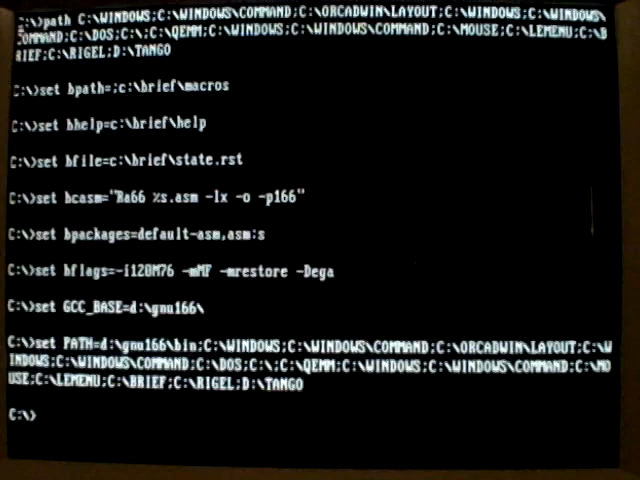 C:\>path C:\WINDOWS;C:\WINDOWS\COMMAND;C:\ORCADWIN\LAYOUT;C:\WINDOWS;C:\WINDOWS\
COMMAND;C:\DOS;C:\;C:\QEMM;C:\WINDOWS;C:\WINDOWS\COMMAND;C:\MOUSE;C:\LEMENU;C:\B
RIEF;C:\RIGEL;D:\TANGO
C:\>set bpath=;c:\brief\macros
C:\>set bhelp=c:\brief\help
C:\>set bfile=c:\brief\state.rst
C:\>set bcasm="Ra66 %s.asm -lx -o -p166"
C:\>set bpackages=default-asm,asm:s
C:\>set bflags=-i120M76 -mMF -mrestore -Dega
C:\>set GCC_BASE=d:\gnu166\
C:\>set PATH=d:\gnu166\bin;C:\WINDOWS;C:\WINDOWS\COMMAND;C:\ORCADWIN\LAYOUT;C:\W
INDOWS;C:\WINDOWS\COMMAND;C:\DOS;C:\;C:\QEMM;C:\WINDOWS;C:\WINDOWS\COMMAND;C:\MO
USE;C:\LEMENU;C:\BRIEF;C:\RIGEL;D:\TANGO
C:\>